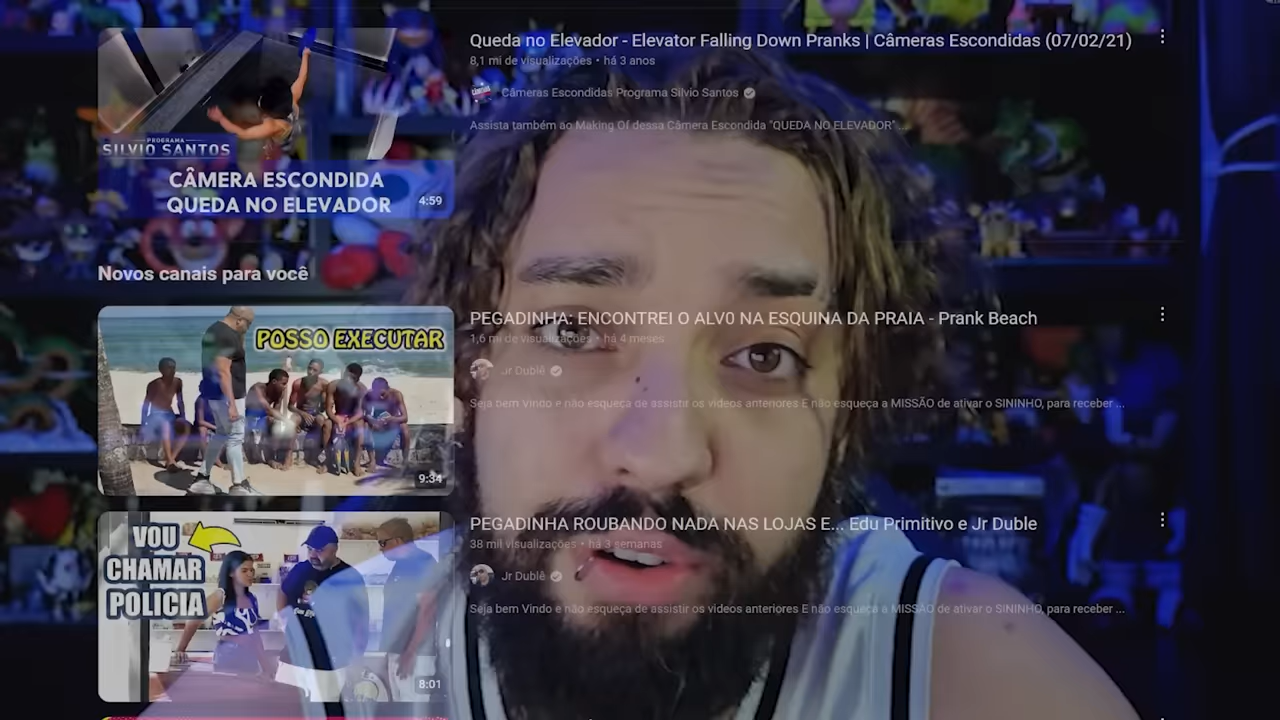 Queda no Elevador - Elevator Falling Down Pranks | Câmeras Escondidas (07/02/21)
8,1 mi de visualizações • há 3 anos
Câmeras Escondidas Programa Silvio Santos
Assista também ao Making Of dessa Câmera Escondida "QUEDA NO ELEVADOR" ...
PROGRAMA
SILVIO SANTOS
CÂMERA ESCONDIDA
QUEDA NO ELEVADOR
4:59
Novos canais para você
POSSO EXECUTAR
9:34
PEGADINHA: ENCONTREI O ALV0 NA ESQUINA DA PRAIA - Prank Beach
1,6 mi de visualizações • há 4 meses
Jr Dublê
Seja bem Vindo e não esqueça de assistir os videos anteriores E não esqueça a MISSÃO de ativar o SININHO, para receber ...
VOU
CHAMAR
POLICIA
8:01
PEGADINHA ROUBANDO NADA NAS LOJAS E... Edu Primitivo e Jr Duble
38 mil visualizações • há 3 semanas
Jr Dublê
Seja bem Vindo e não esqueça de assistir os videos anteriores E não esqueça a MISSÃO de ativar o SININHO, para receber ...